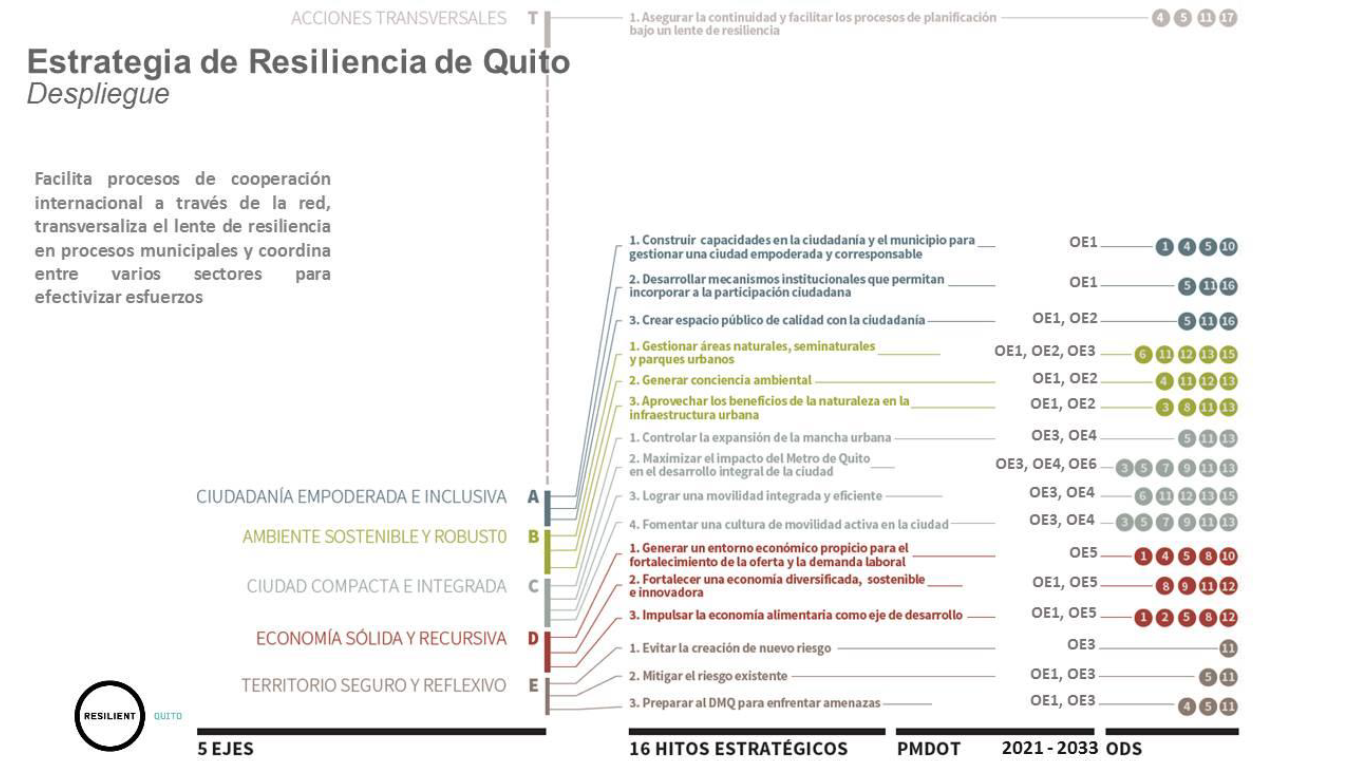 ACCIONES TRANSVERSALES T 1. Asegurar la continuidad y facilitar los procesos de planificación 4 5 11 17
bajo un lente de resiliencia
Estrategia de Resiliencia de Quito
Despliegue
Facilita procesos de cooperación
internacional a través de la red,
transversaliza el lente de resiliencia
en procesos municipales y coordina
entre varios sectores para
efectivizar esfuerzos
1. Construir capacidades en la ciudadanía y el municipio para OE1 1 4 5 10
gestionar una ciudad empoderada y corresponsable
2. Desarrollar mecanismos institucionales que permitan OE1 5 11 16
incorporar a la participación ciudadana
3. Crear espacio público de calidad con la ciudadanía OE1, OE2 5 11 16
1. Gestionar áreas naturales, seminaturales OE1, OE2, OE3 6 11 12 13 15
y parques urbanos
2. Generar conciencia ambiental OE1, OE2 4 11 12 13
3. Aprovechar los beneficios de la naturaleza en la OE1, OE2 3 8 11 13
infraestructura urbana
1. Controlar la expansión de la mancha urbana OE3, OE4 5 11 13
2. Maximizar el impacto del Metro de Quito OE3, OE4, OE6 3 5 7 9 11 13
en el desarrollo integral de la ciudad
3. Lograr una movilidad integrada y eficiente OE3, OE4 6 11 12 13 15
4. Fomentar una cultura de movilidad activa en la ciudad OE3, OE4 3 5 7 9 11 13
1. Generar un entorno económico propicio para el OE5 1 4 5 8 10
fortalecimiento de la oferta y la demanda laboral
2. Fortalecer una economía diversificada, sostenible OE1, OE5 8 9 11 12
e innovadora
3. Impulsar la economía alimentaria como eje de desarrollo OE1, OE5 1 2 5 8 12
1. Evitar la creación de nuevo riesgo OE3 11
2. Mitigar el riesgo existente OE1, OE3 5 11
3. Preparar al DMQ para enfrentar amenazas OE1, OE3 4 5 11
CIUDADANÍA EMPODERADA E INCLUSIVA A
AMBIENTE SOSTENIBLE Y ROBUST0 B
CIUDAD COMPACTA E INTEGRADA C
ECONOMÍA SÓLIDA Y RECURSIVA D
TERRITORIO SEGURO Y REFLEXIVO E
RESILIENT QUITO
5 EJES 16 HITOS ESTRATÉGICOS PMDOT 2021 - 2033 ODS